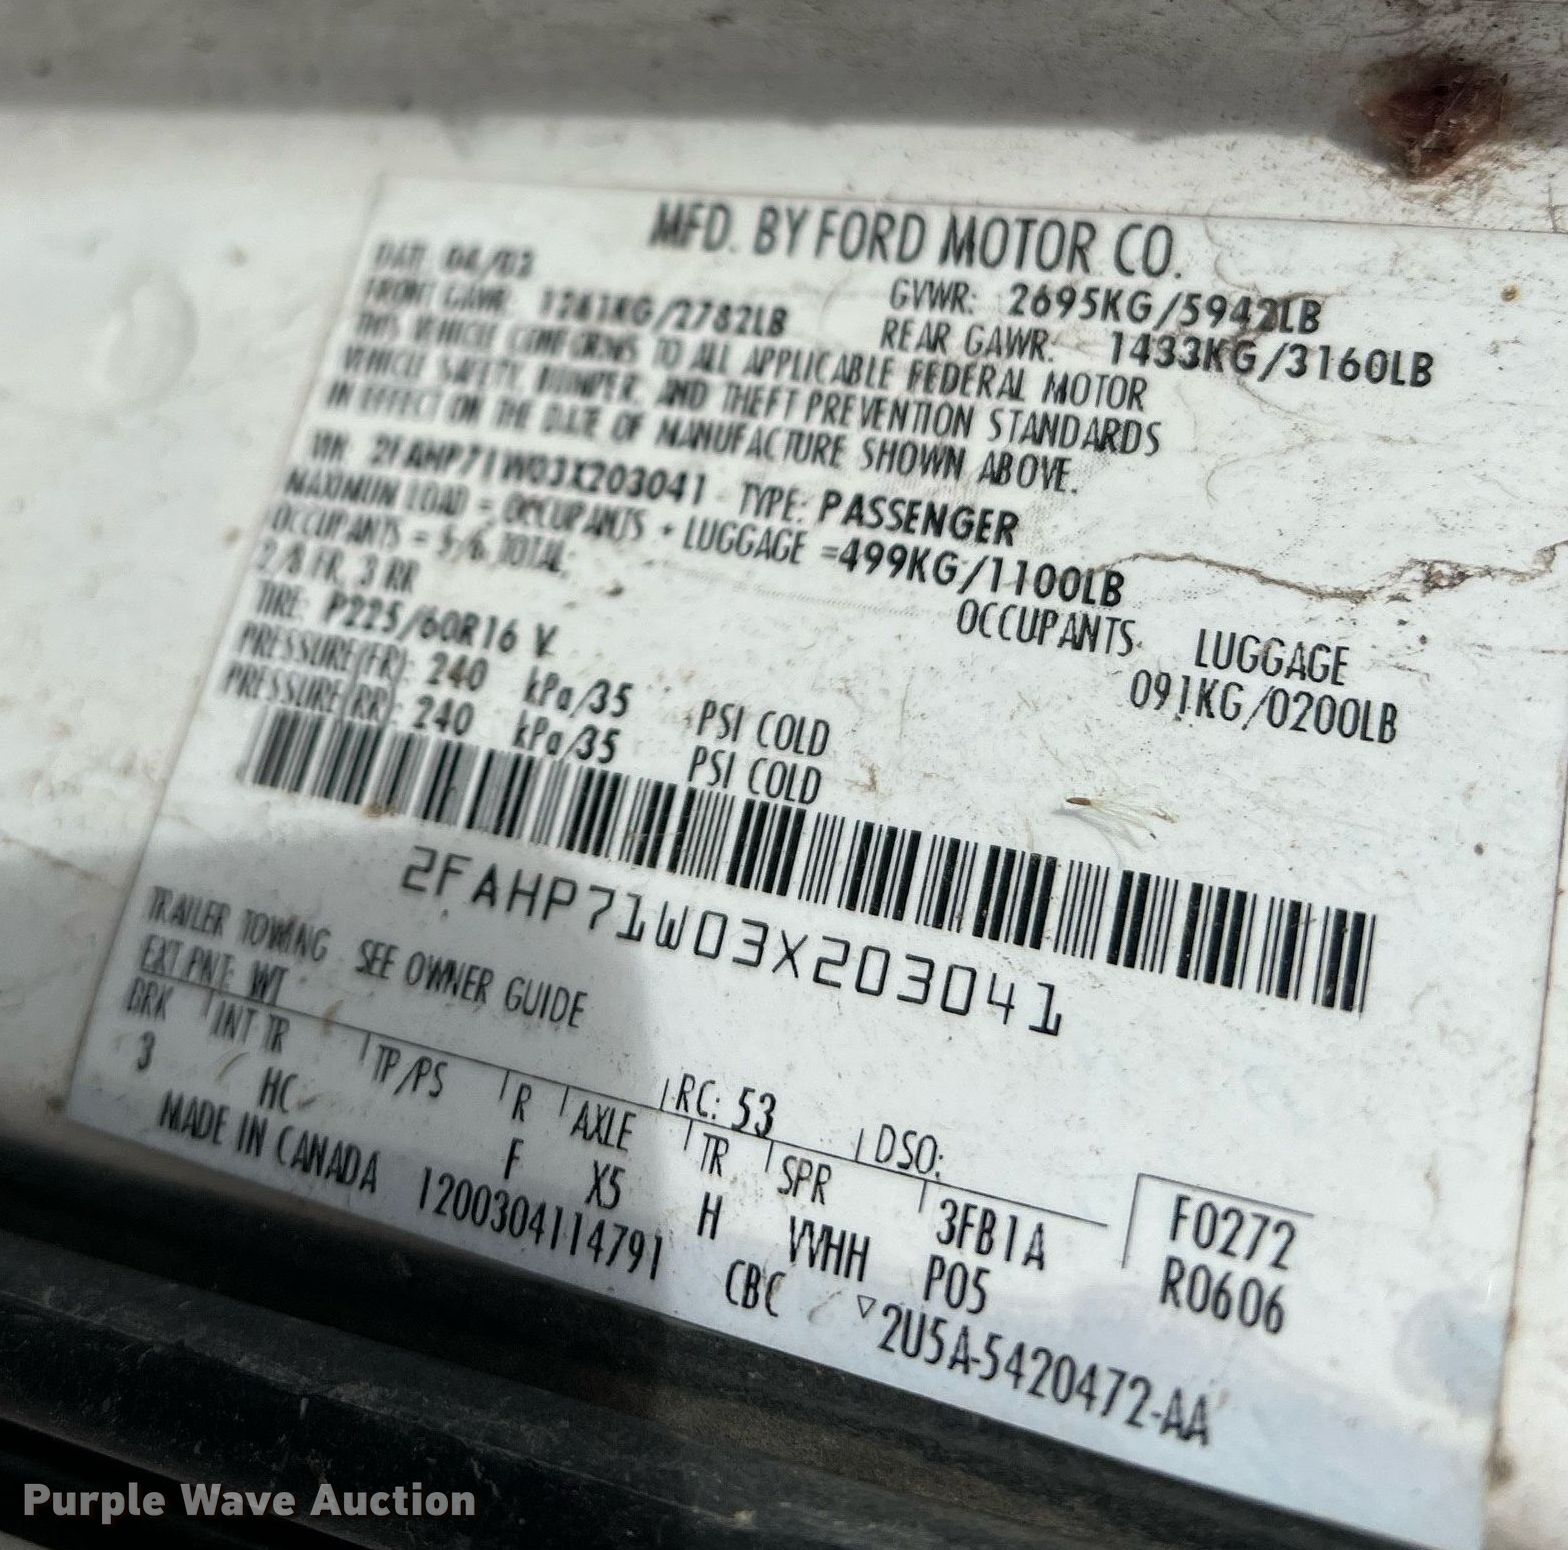 MFD. BY FORD MOTOR CO.
DATE: 04/03 GVWR: 2695KG/5942LB
FRONT GAWR: 1261KG/2782LB REAR GAWR: 1433KG/3160LB
THIS VEHICLE CONFORMS TO ALL APPLICABLE FEDERAL MOTOR
VEHICLE SAFETY, BUMPER, AND THEFT PREVENTION STANDARDS
IN EFFECT ON THE DATE OF MANUFACTURE SHOWN ABOVE.
VIN: 2FAHP71W03X203041 TYPE: PASSENGER
MAXIMUM LOAD = OCCUPANTS + LUGGAGE =499KG/1100LB
OCCUPANTS = 5/6 TOTAL: OCCUPANTS LUGGAGE
2/3 FR, 3 RR 091KG/0200LB
TIRE: P225/60R16 V
PRESSURE(FR): 240 kPa/35 PSI COLD
PRESSURE(RR): 240 kPa/35 PSI COLD
2FAHP71W03X203041
TRAILER TOWING SEE OWNER GUIDE
EXT PNT: WT RC: 53 DSO: F0272
DRK INT TR TP/PS R AXLE TR SPR 3FB1A R0606
3 HC F X5 H VVHH P05
MADE IN CANADA 1200304114791 CBC ▽2U5A-5420472-AA
Purple Wave Auction